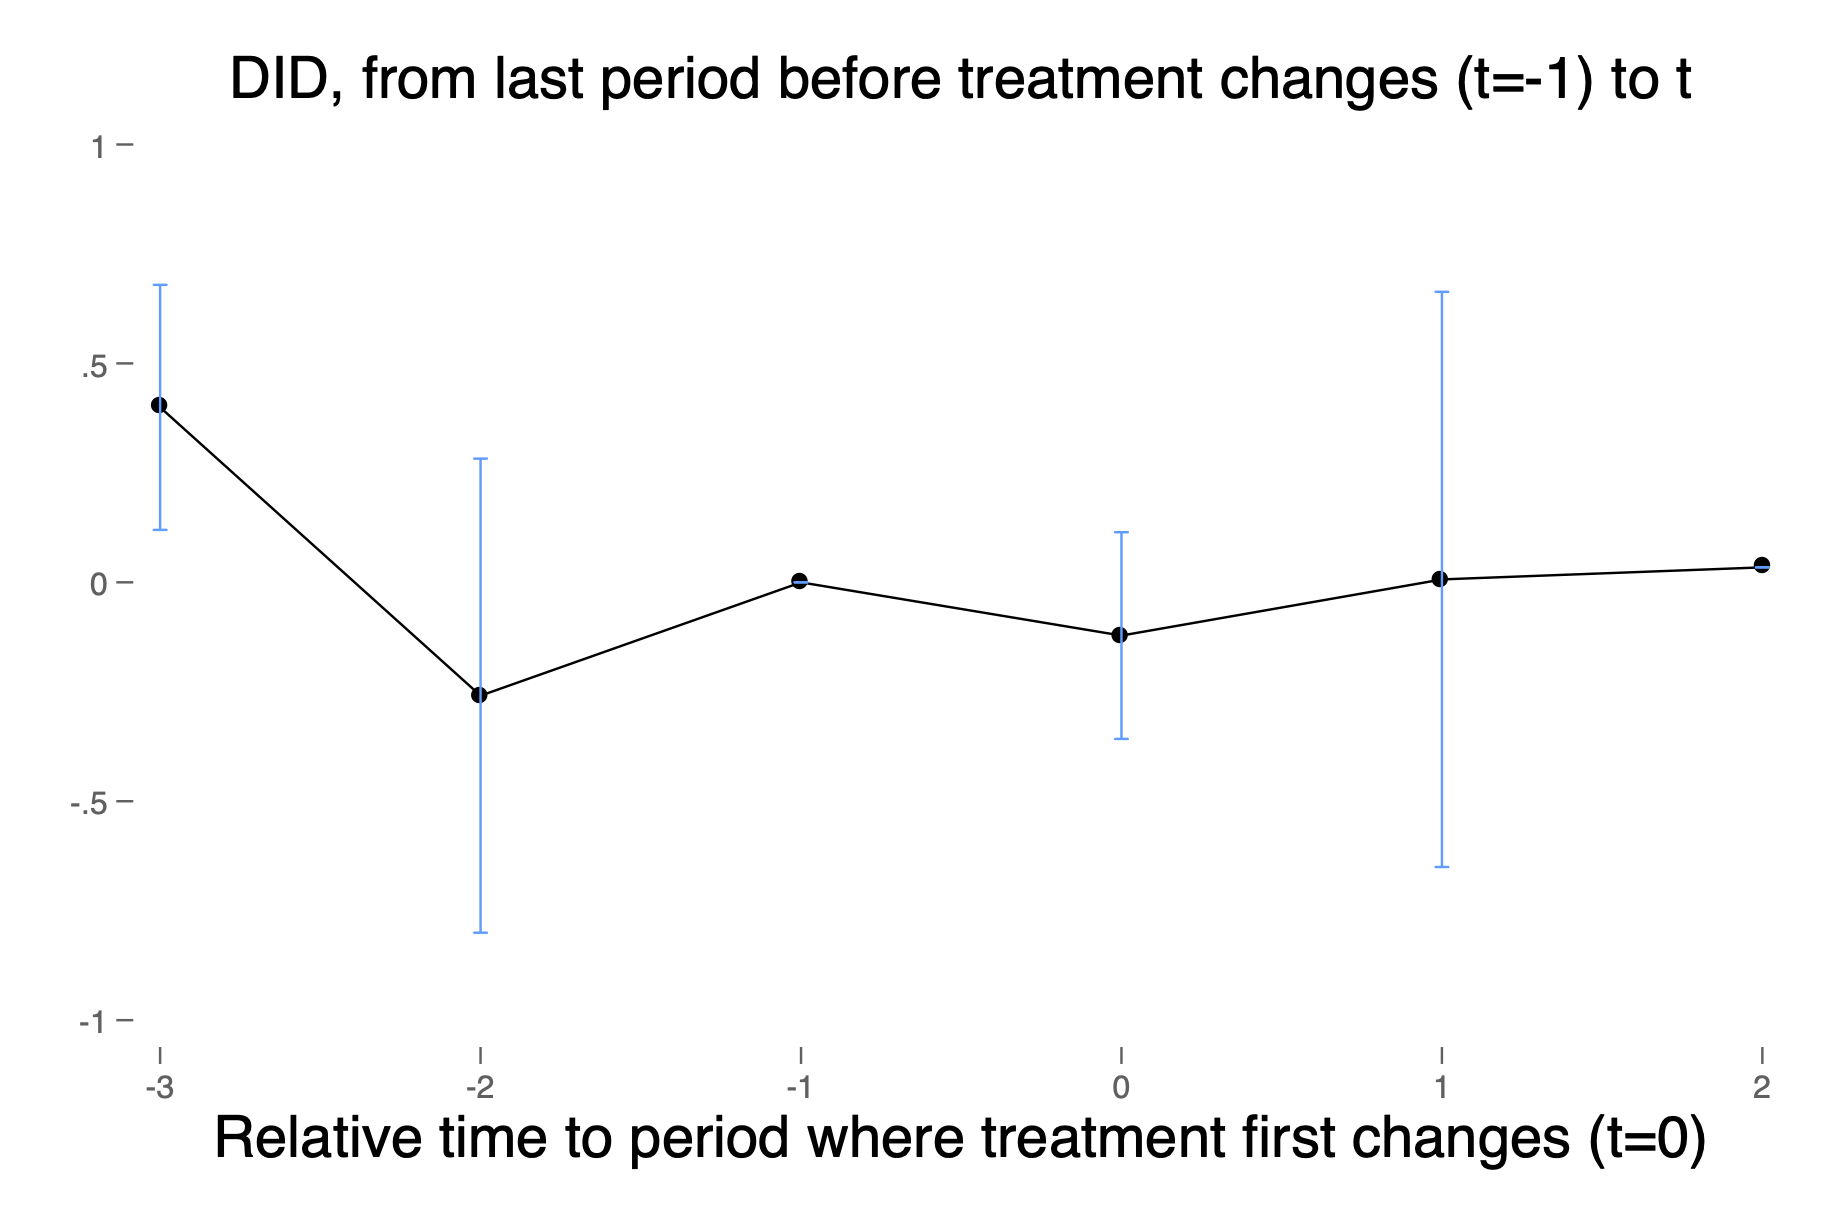 DID, from last period before treatment changes (t=-1) to t
1
.5
0
-.5
-1
-3 -2 -1 0 1 2
Relative time to period where treatment first changes (t=0)